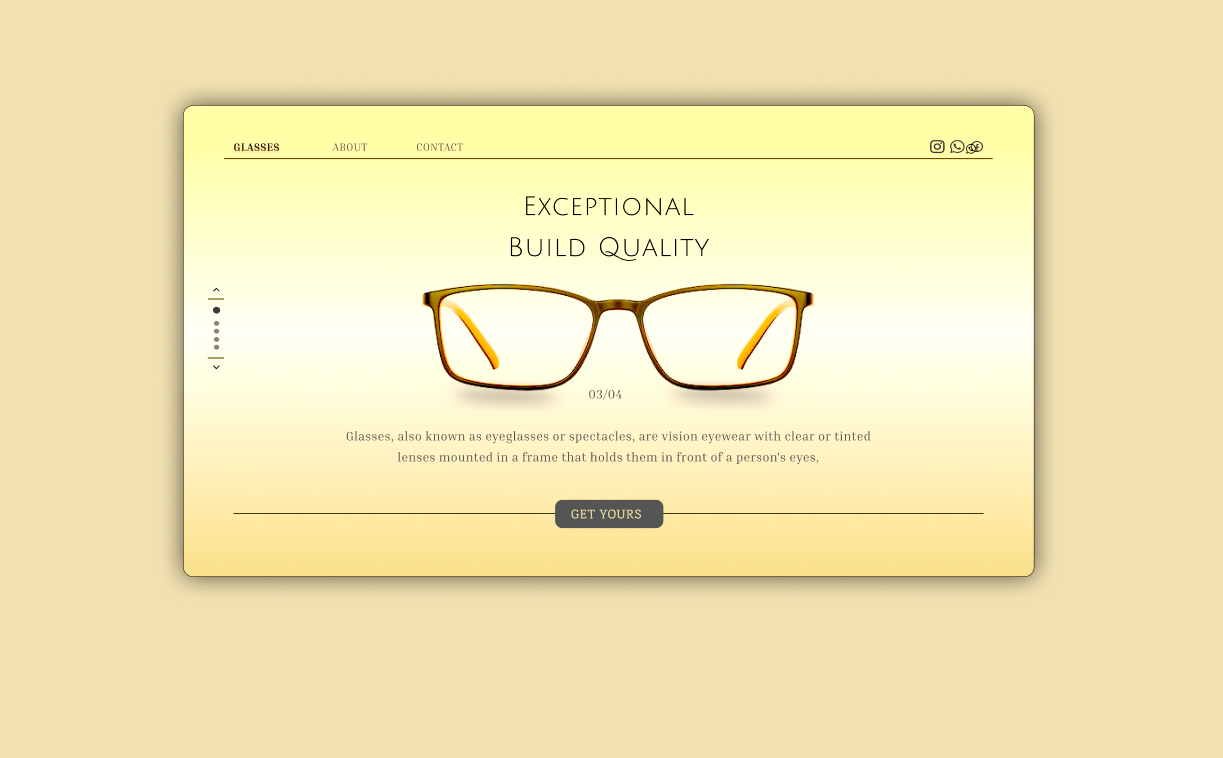 GLASSES ABOUT CONTACT
Exceptional
Build Quality
03/04
Glasses, also known as eyeglasses or spectacles, are vision eyewear with clear or tinted
lenses mounted in a frame that holds them in front of a person's eyes,
GET YOURS